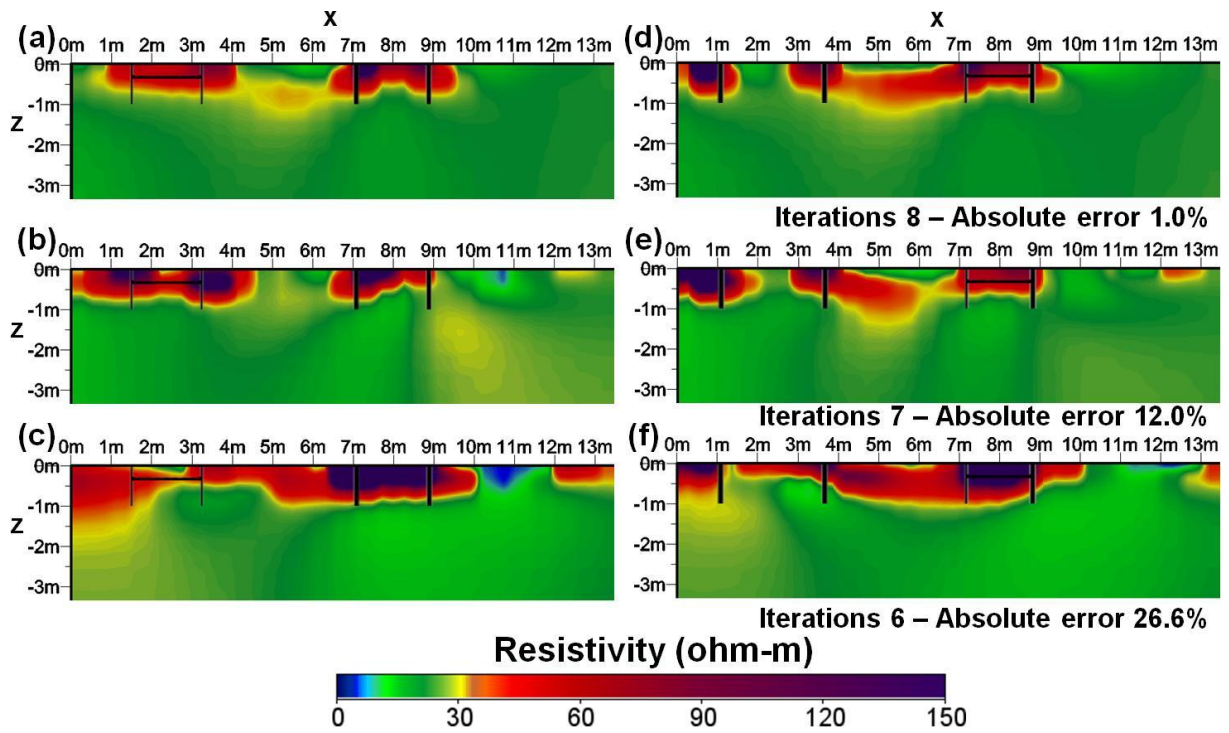 X X
(a) 0m 1m 2m 3m 4m 5m 6m 7m 8m 9m 10m 11m 12m 13m
(d) 0m 1m 2m 3m 4m 5m 6m 7m 8m 9m 10m 11m 12m 13m
0m
-1m
Z
-2m
-3m
0m
-1m
-2m
-3m
Iterations 8 – Absolute error 1.0%
(b) 0m 1m 2m 3m 4m 5m 6m 7m 8m 9m 10m 11m 12m 13m
(e) 0m 1m 2m 3m 4m 5m 6m 7m 8m 9m 10m 11m 12m 13m
0m
-1m
Z
-2m
-3m
0m
-1m
-2m
-3m
Iterations 7 – Absolute error 12.0%
(c) 0m 1m 2m 3m 4m 5m 6m 7m 8m 9m 10m 11m 12m 13m
(f) 0m 1m 2m 3m 4m 5m 6m 7m 8m 9m 10m 11m 12m 13m
0m
-1m
Z
-2m
-3m
0m
-1m
-2m
-3m
Iterations 6 – Absolute error 26.6%
Resistivity (ohm-m)
0 30 60 90 120 150